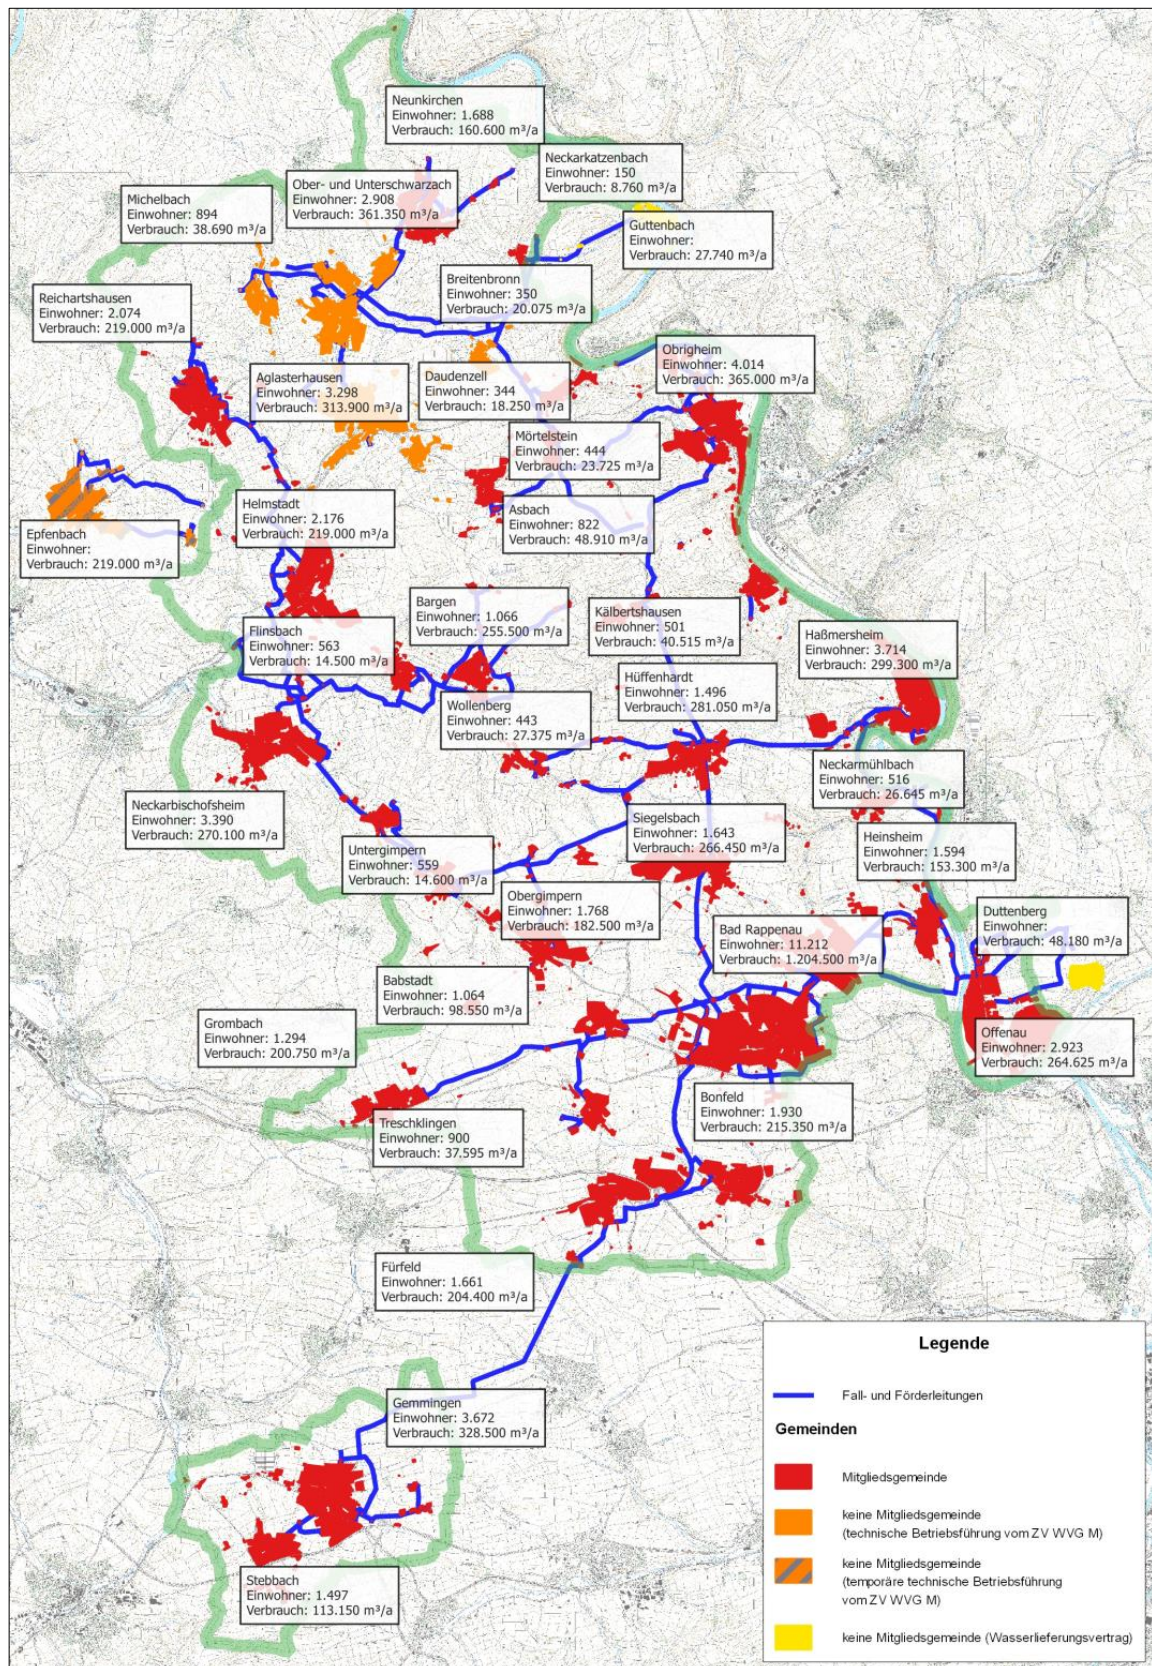 Neunkirchen
Einwohner: 1.688
Verbrauch: 160.600 m³/a
Neckarkatzenbach
Einwohner: 150
Verbrauch: 8.760 m³/a
Ober- und Unterschwarzach
Einwohner: 2.908
Verbrauch: 361.350 m³/a
Michelbach
Einwohner: 894
Verbrauch: 38.690 m³/a
Guttenbach
Einwohner:
Verbrauch: 27.740 m³/a
Breitenbronn
Einwohner: 350
Verbrauch: 20.075 m³/a
Reichartshausen
Einwohner: 2.074
Verbrauch: 219.000 m³/a
Obrigheim
Einwohner: 4.014
Verbrauch: 365.000 m³/a
Aglasterhausen
Einwohner: 3.298
Verbrauch: 313.900 m³/a
Daudenzell
Einwohner: 344
Verbrauch: 18.250 m³/a
Mörtelstein
Einwohner: 444
Verbrauch: 23.725 m³/a
Helmstadt
Einwohner: 2.176
Verbrauch: 219.000 m³/a
Asbach
Einwohner: 822
Verbrauch: 48.910 m³/a
Epfenbach
Einwohner:
Verbrauch: 219.000 m³/a
Bargen
Einwohner: 1.066
Verbrauch: 255.500 m³/a
Kälbertshausen
Einwohner: 501
Verbrauch: 40.515 m³/a
Flinsbach
Einwohner: 563
Verbrauch: 14.500 m³/a
Haßmersheim
Einwohner: 3.714
Verbrauch: 299.300 m³/a
Hüffenhardt
Einwohner: 1.496
Verbrauch: 281.050 m³/a
Wollenberg
Einwohner: 443
Verbrauch: 27.375 m³/a
Neckarmühlbach
Einwohner: 516
Verbrauch: 26.645 m³/a
Neckarbischofsheim
Einwohner: 3.390
Verbrauch: 270.100 m³/a
Siegelsbach
Einwohner: 1.643
Verbrauch: 266.450 m³/a
Heinsheim
Einwohner: 1.594
Verbrauch: 153.300 m³/a
Untergimpern
Einwohner: 559
Verbrauch: 14.600 m³/a
Obergimpern
Einwohner: 1.768
Verbrauch: 182.500 m³/a
Duttenberg
Einwohner:
Verbrauch: 48.180 m³/a
Bad Rappenau
Einwohner: 11.212
Verbrauch: 1.204.500 m³/a
Babstadt
Einwohner: 1.064
Verbrauch: 98.550 m³/a
Grombach
Einwohner: 1.294
Verbrauch: 200.750 m³/a
Offenau
Einwohner: 2.923
Verbrauch: 264.625 m³/a
Bonfeld
Einwohner: 1.930
Verbrauch: 215.350 m³/a
Treschklingen
Einwohner: 900
Verbrauch: 37.595 m³/a
Fürfeld
Einwohner: 1.661
Verbrauch: 204.400 m³/a
Gemmingen
Einwohner: 3.672
Verbrauch: 328.500 m³/a
Stebbach
Einwohner: 1.497
Verbrauch: 113.150 m³/a
Legende
Fall- und Förderleitungen
Gemeinden
Mitgliedsgemeinde
keine Mitgliedsgemeinde
(technische Betriebsführung vom ZV WVG M)
keine Mitgliedsgemeinde
(temporäre technische Betriebsführung
vom ZV WVG M)
keine Mitgliedsgemeinde (Wasserlieferungsvertrag)